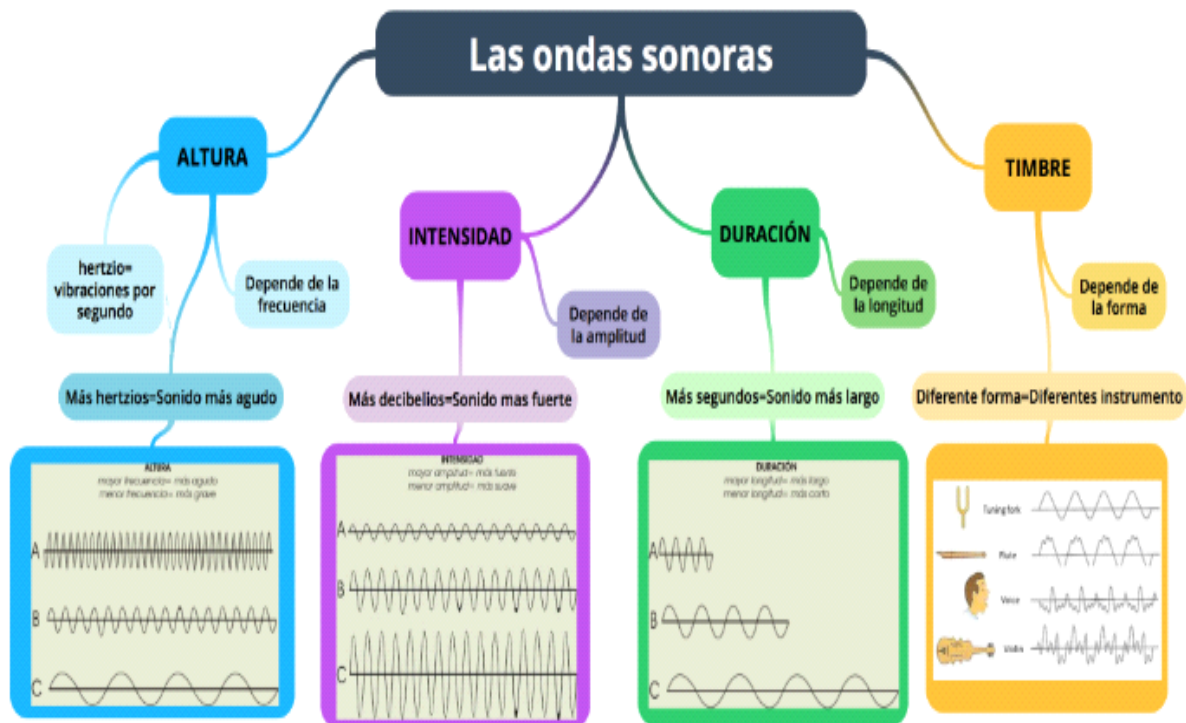 Las ondas sonoras
ALTURA
hertzio=
vibraciones por
segundo
Depende de la
frecuencia
Más hertzios=Sonido más agudo
ALTURA
mayor frecuencia= más agudo
menor frecuencia= más grave
A
B
C
INTENSIDAD
Depende de
la amplitud
Más decibelios=Sonido mas fuerte
INTENSIDAD
mayor amplitud= más fuerte
menor amplitud= más suave
A
B
C
DURACIÓN
Depende de
la longitud
Más segundos=Sonido más largo
DURACIÓN
mayor longitud= más largo
menor longitud= más corto
A
B
C
TIMBRE
Depende de
la forma
Diferente forma=Diferentes instrumento
Tuning fork
Flute
Voice
Violin